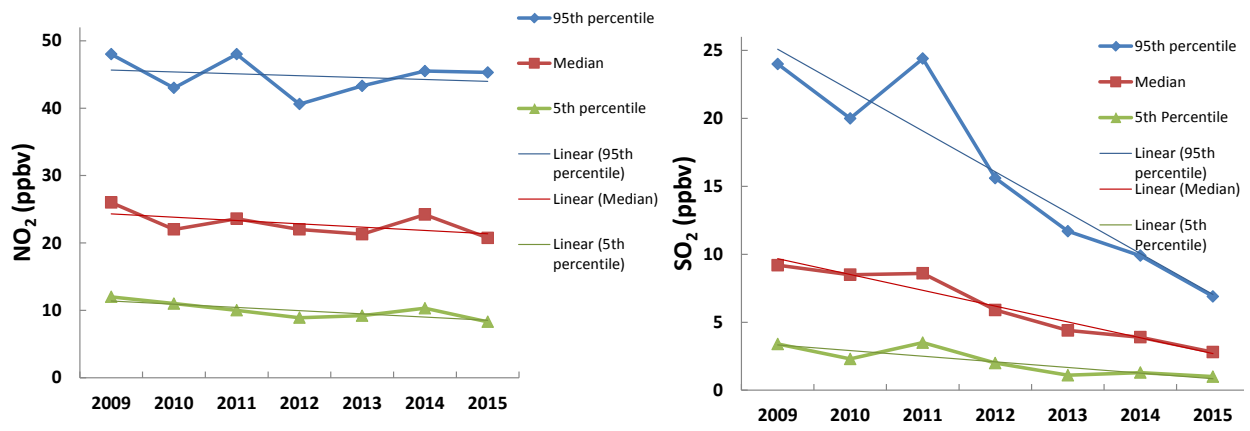 95th percentile
Median
5th percentile
Linear (95th
percentile)
Linear (Median)
Linear (5th
percentile)
NO2 (ppbv)
50
40
30
20
10
0
2009 2010 2011 2012 2013 2014 2015
95th percentile
Median
5th Percentile
Linear (95th
percentile)
Linear (Median)
Linear (5th
Percentile)
SO2 (ppbv)
25
20
15
10
5
0
2009 2010 2011 2012 2013 2014 2015